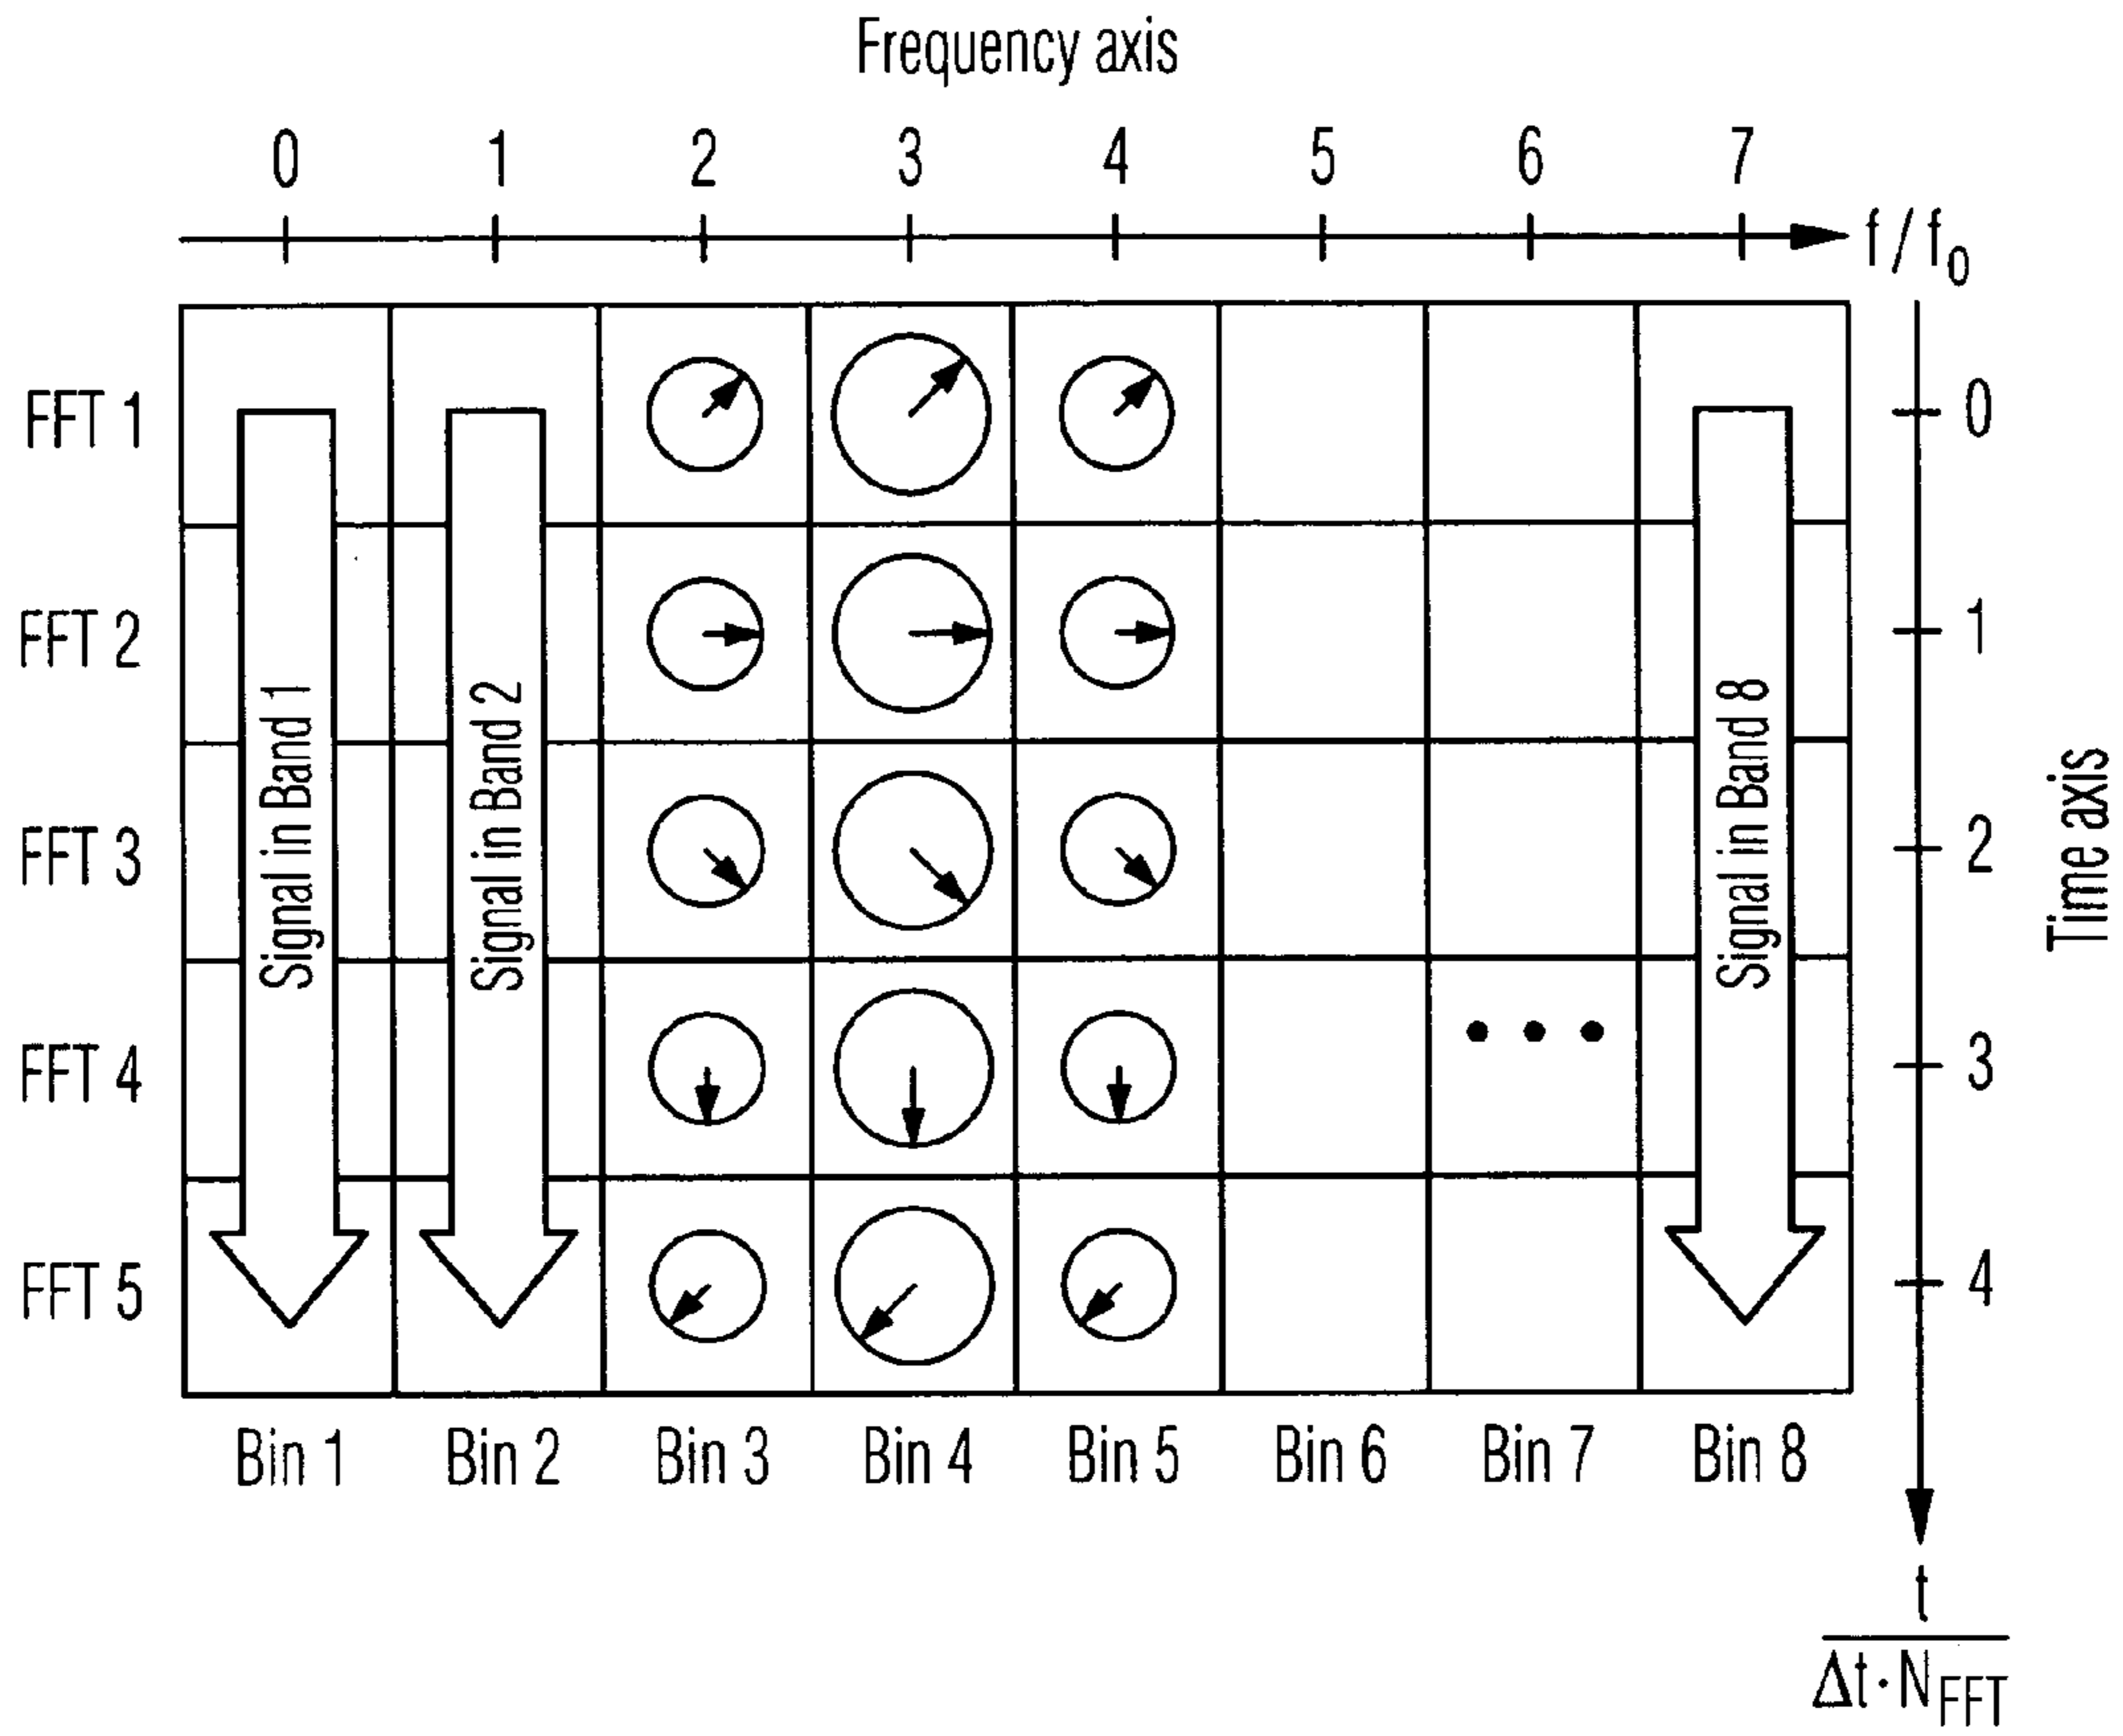 Frequency axis
0 1 2 3 4 5 6 7
f/f0
FFT 1
0
FFT 2
1
FFT 3
2
FFT 4
3
FFT 5
4
Signal in Band 1
Signal in Band 2
Signal in Band 8
Time axis
Bin 1 Bin 2 Bin 3 Bin 4 Bin 5 Bin 6 Bin 7 Bin 8
t
Δt·NFFT